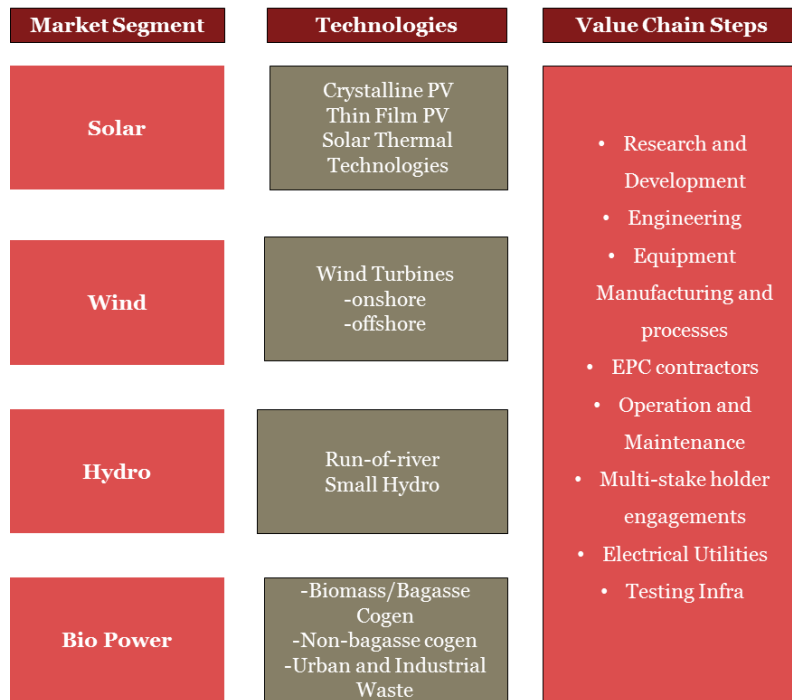 Market Segment
Technologies
Value Chain Steps
Solar
Crystalline PV
Thin Film PV
Solar Thermal
Technologies
Wind
Wind Turbines
-onshore
-offshore
Hydro
Run-of-river
Small Hydro
Bio Power
-Biomass/Bagasse
Cogen
-Non-bagasse cogen
-Urban and Industrial
Waste
• Research and
Development
• Engineering
• Equipment
Manufacturing and
processes
• EPC contractors
• Operation and
Maintenance
• Multi-stake holder
engagements
• Electrical Utilities
• Testing Infra